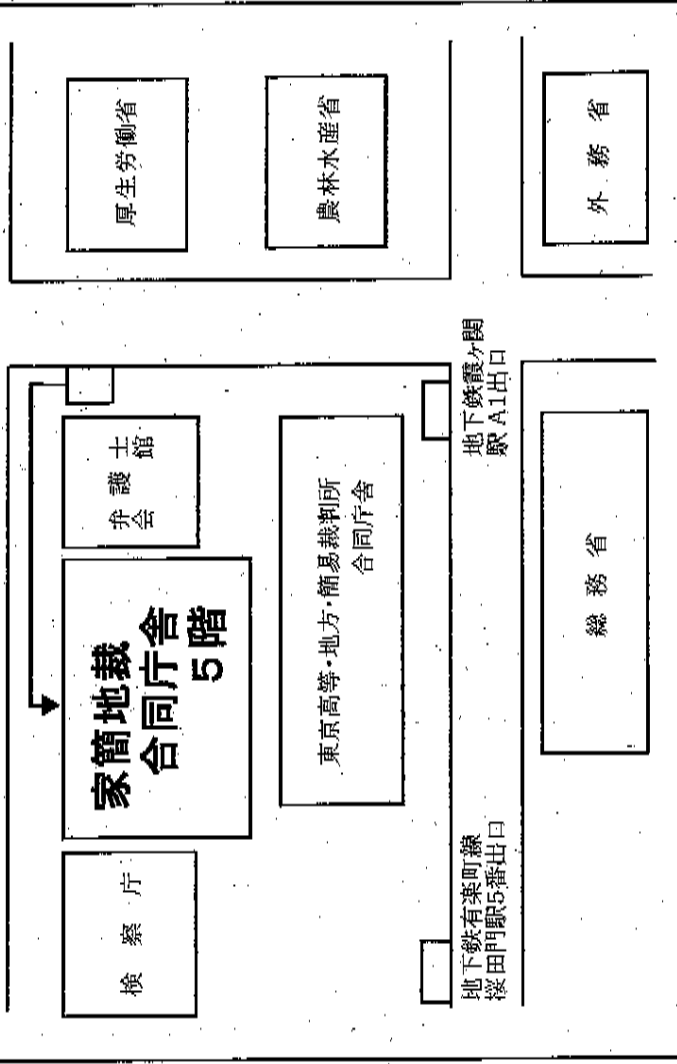 検察庁
家簡地裁
合同庁舎
5階
弁護士
会館
厚生労働省
東京高等・地方・簡易裁判所
合同庁舎
農林水産省
地下鉄有楽町線
桜田門駅5番出口
地下鉄霞ヶ関
駅 A1出口
総務省
外務省